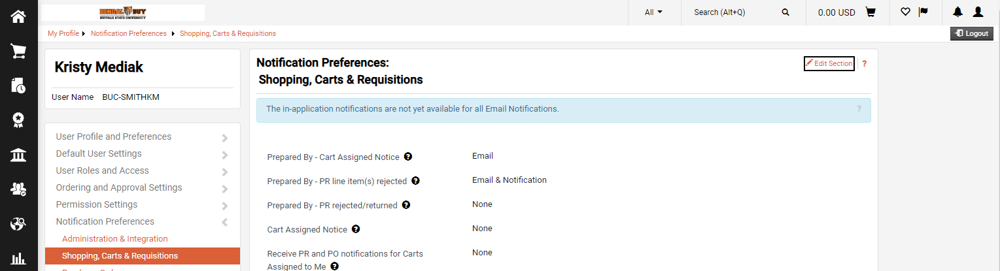 BENGAL BUY
BUFFALO STATE UNIVERSITY
All
Search (Alt+Q)
0.00 USD
My Profile
Notification Preferences
Shopping, Carts & Requisitions
Logout
Kristy Mediak
User Name BUC-SMITHKM
User Profile and Preferences
Default User Settings
User Roles and Access
Ordering and Approval Settings
Permission Settings
Notification Preferences
Administration & Integration
Shopping, Carts & Requisitions
Notification Preferences:
Shopping, Carts & Requisitions
Edit Section
?
The in-application notifications are not yet available for all Email Notifications.
?
Prepared By - Cart Assigned Notice ? Email
Prepared By - PR line item(s) rejected ? Email & Notification
Prepared By - PR rejected/returned ? None
Cart Assigned Notice ? None
Receive PR and PO notifications for Carts None
Assigned to Me ?